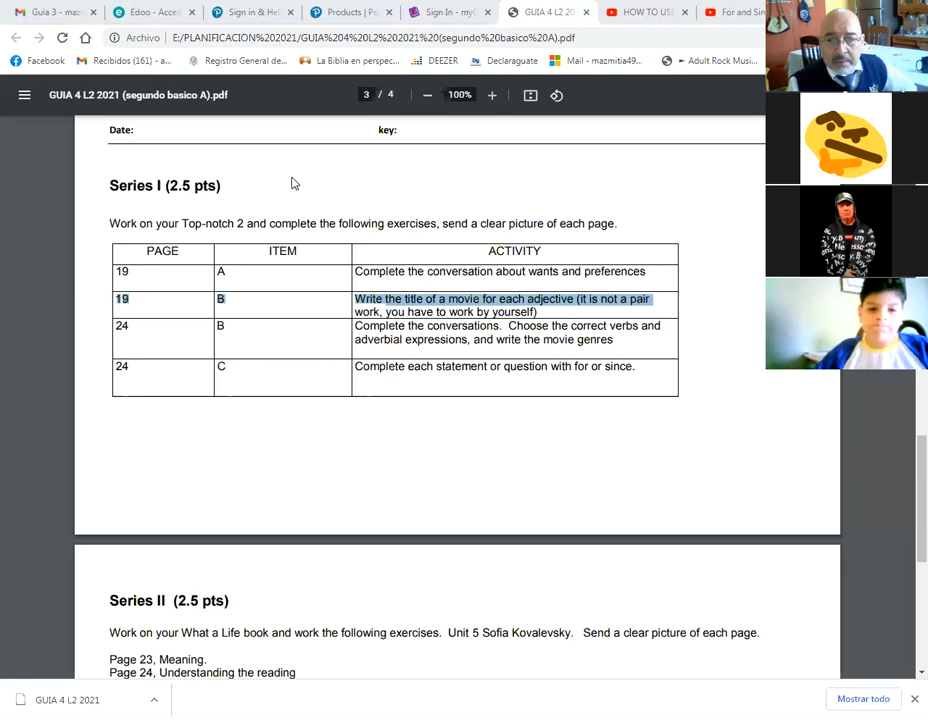 Guia 3 - maz
Edoo - Acced
Sign in & He
Products | Pe
Sign In - my
GUIA 4 L2 20
HOW TO USE
For and Sin
Archivo
E:/PLANIFICACION%202021/GUIA%204%20L2%202021%20(segundo%20basico%20A).pdf
Facebook
Recibidos (161) - a...
Registro General de...
La Biblia en perspec...
DEEZER
Declaraguate
Mail - mazmitia49...
► Adult Rock Musi...
GUIA 4 L2 2021 (segundo basico A).pdf
3 / 4
100%
Date: key:
Series I (2.5 pts)
Work on your Top-notch 2 and complete the following exercises, send a clear picture of each page.
PAGE ITEM ACTIVITY
19 A Complete the conversation about wants and preferences
19 B Write the title of a movie for each adjective (it is not a pair
work, you have to work by yourself)
24 B Complete the conversations. Choose the correct verbs and
adverbial expressions, and write the movie genres
24 C Complete each statement or question with for or since.
Series II (2.5 pts)
Work on your What a Life book and work the following exercises. Unit 5 Sofia Kovalevsky. Send a clear picture of each page.
Page 23, Meaning.
Page 24, Understanding the reading
GUIA 4 L2 2021
Mostrar todo